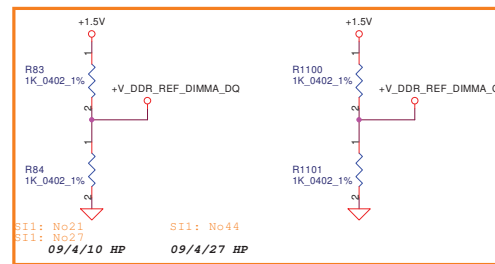 +1.5V
+1.5V
1
1
R83
1K_0402_1%
R1100
1K_0402_1%
+V_DDR_REF_DIMMA_DQ
2
2
1
1
R84
1K_0402_1%
R1101
1K_0402_1%
2
2
SI1: No21
SI1: No44
SI1: No27
09/4/10 HP
09/4/27 HP